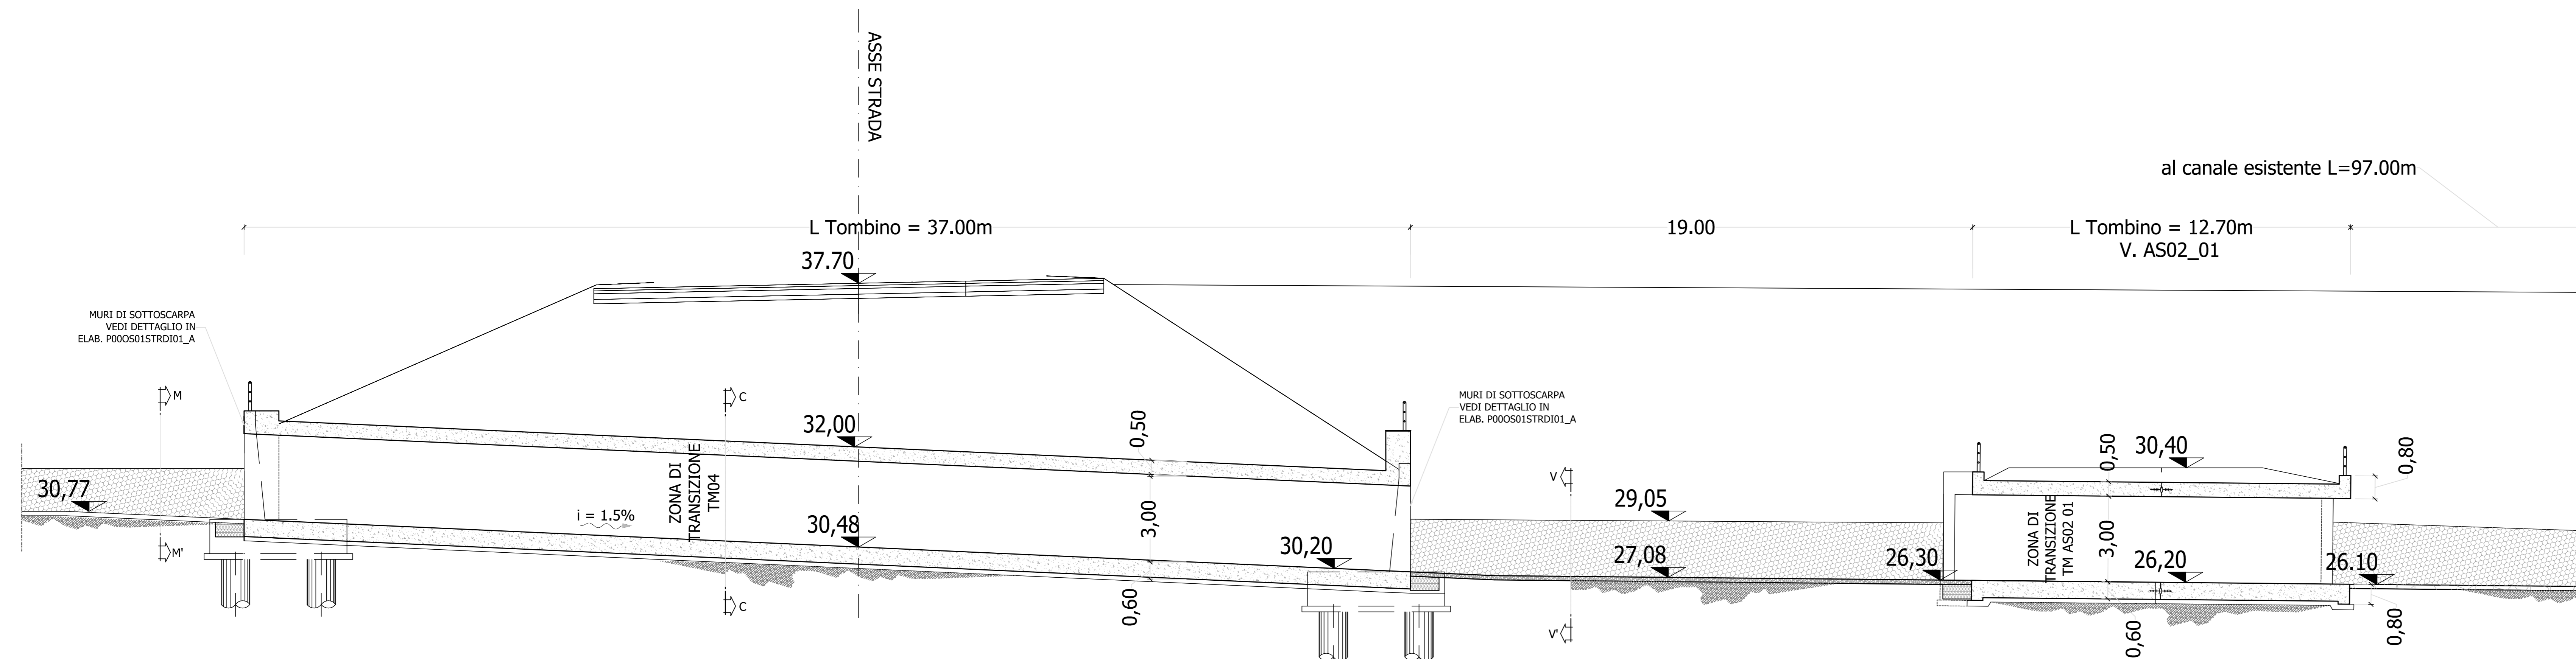 ASSE STRADA
al canale esistente L=97.00m
L Tombino = 37.00m
19.00
L Tombino = 12.70m
V. AS02_01
37.70
MURI DI SOTTOSCARPA
VEDI DETTAGLIO IN
ELAB. P00OS01STRDI01_A
M
C
MURI DI SOTTOSCARPA
VEDI DETTAGLIO IN
ELAB. P00OS01STRDI01_A
32,00
0,50
30,77
ZONA DI
TRANSIZIONE
TM04
i = 1.5%
30,48
3,00
30,20
M'
C
0,60
V
29,05
27,08
26,30
V'
0,50
30,40
0,80
ZONA DI
TRANSIZIONE
TM AS02 01
3,00
26,20
26.10
0,60
0,80